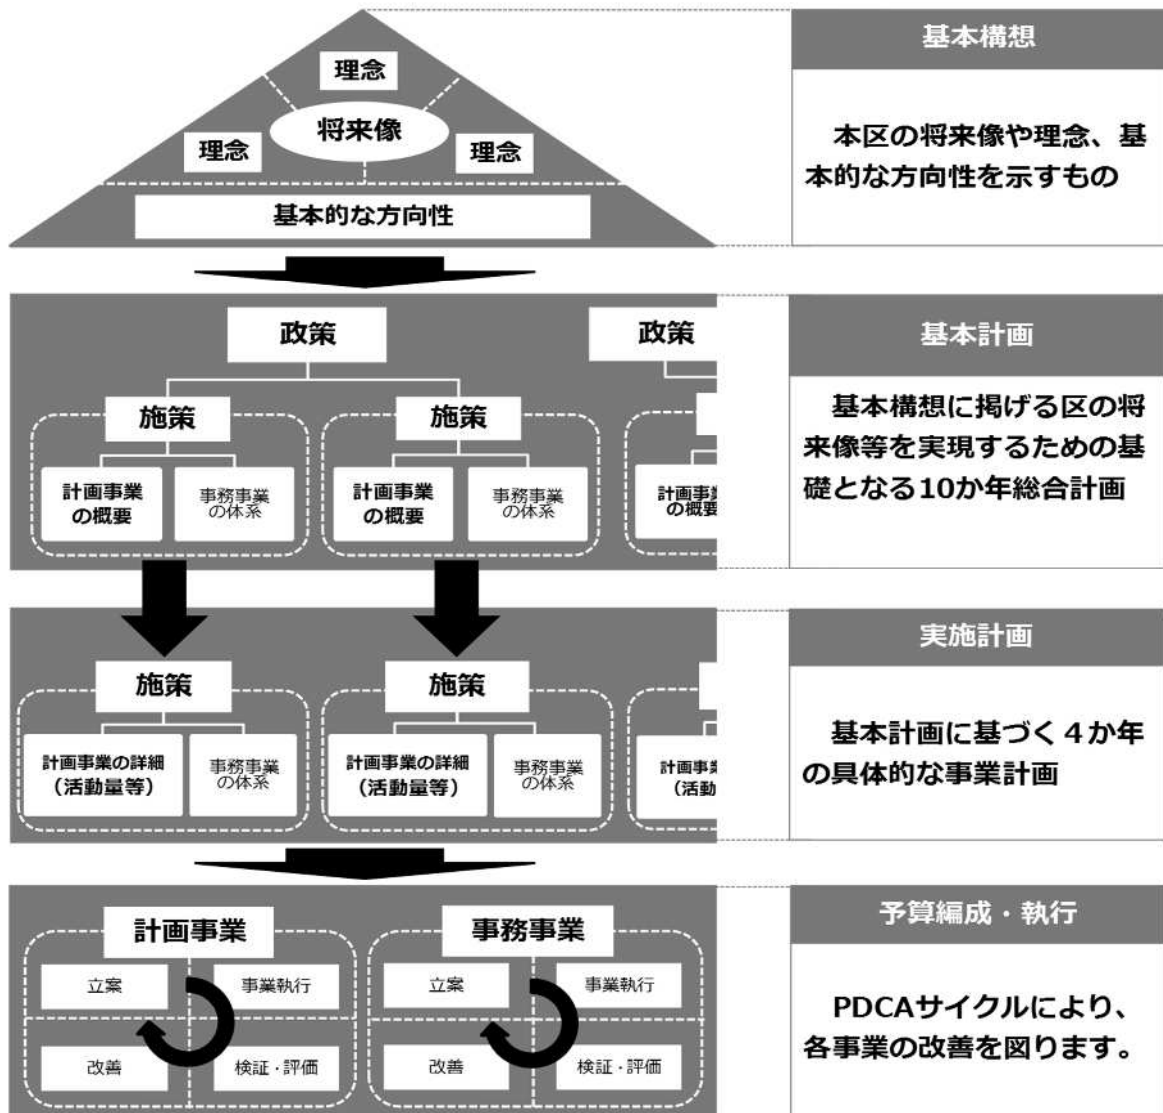 理念
将来像
理念
理念
基本的な方向性
基本構想
本区の将来像や理念、基
本的な方向性を示すもの
政策
政策
施策
施策
計画事業
の概要
事務事業
の体系
計画事業
の概要
事務事業
の体系
計画事
の概要
基本計画
基本構想に掲げる区の将
来像等を実現するための基
礎となる10か年総合計画
施策
施策
計画事業の詳細
（活動量等）
事務事業
の体系
計画事業の詳細
（活動量等）
事務事業
の体系
計画事
（活動
実施計画
基本計画に基づく４か年
の具体的な事業計画
計画事業
立案
事業執行
改善
検証・評価
事務事業
立案
事業執行
改善
検証・評価
予算編成・執行
PDCAサイクルにより、
各事業の改善を図ります。